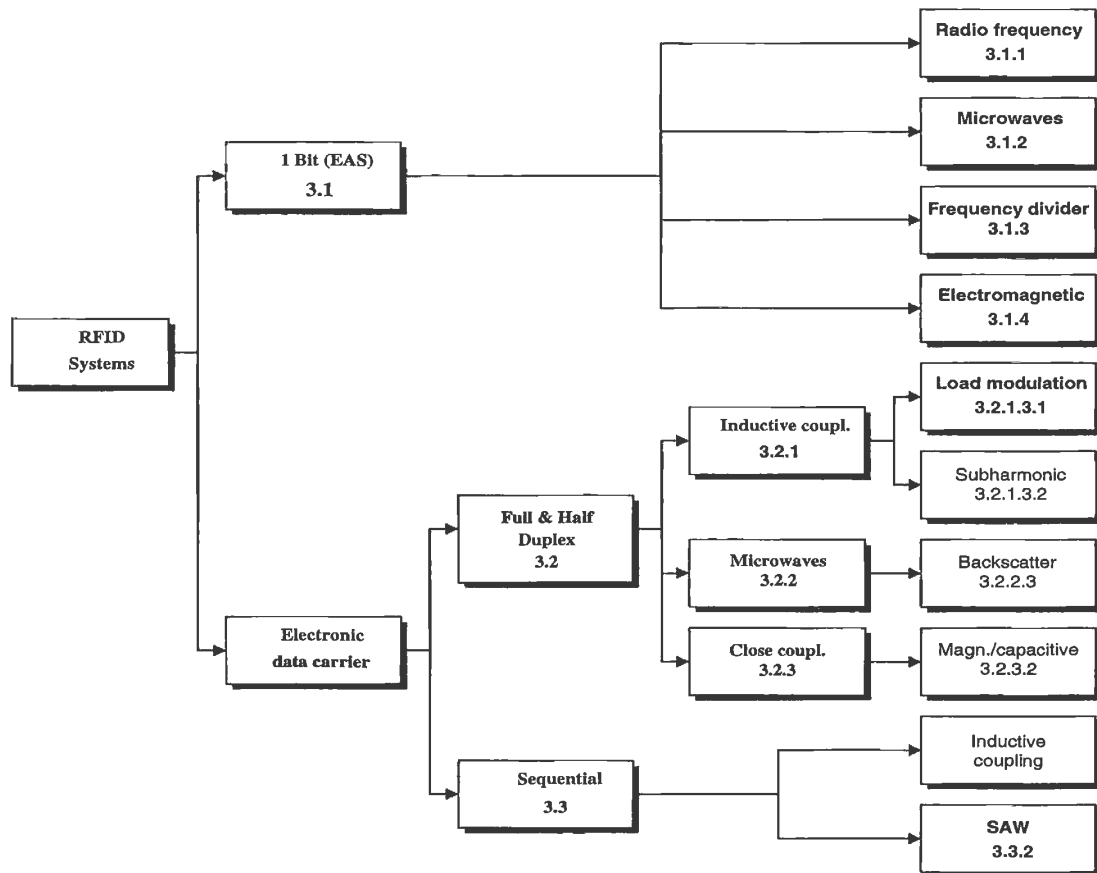 RFID
Systems
1 Bit (EAS)
3.1
Radio frequency
3.1.1
Microwaves
3.1.2
Frequency divider
3.1.3
Electromagnetic
3.1.4
Electronic
data carrier
Full & Half
Duplex
3.2
Inductive coupl.
3.2.1
Load modulation
3.2.1.3.1
Subharmonic
3.2.1.3.2
Microwaves
3.2.2
Backscatter
3.2.2.3
Close coupl.
3.2.3
Magn./capacitive
3.2.3.2
Sequential
3.3
Inductive
coupling
SAW
3.3.2